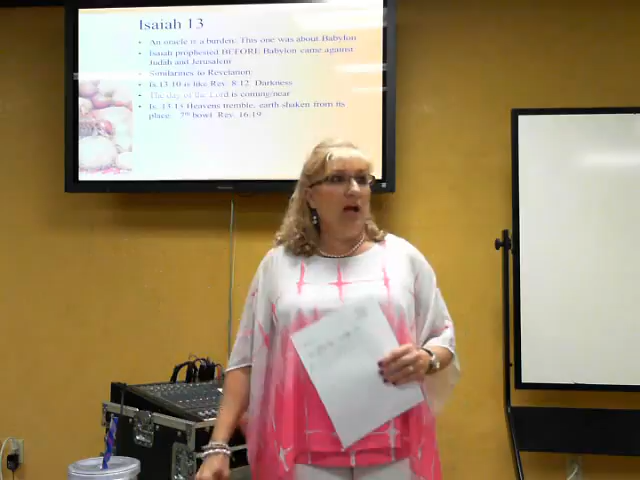 Isaiah 13
• An oracle is a burden: This one was about Babylon
• Isaiah prophesied BEFORE Babylon came against
Judah and Jerusalem
• Similarities to Revelation:
• Is 13:10 is like Rev. 8:12 Darkness
• The day of the Lord is coming/near
• Is. 13:13 Heavens tremble, earth shaken from its
place 7th bowl Rev. 16:19